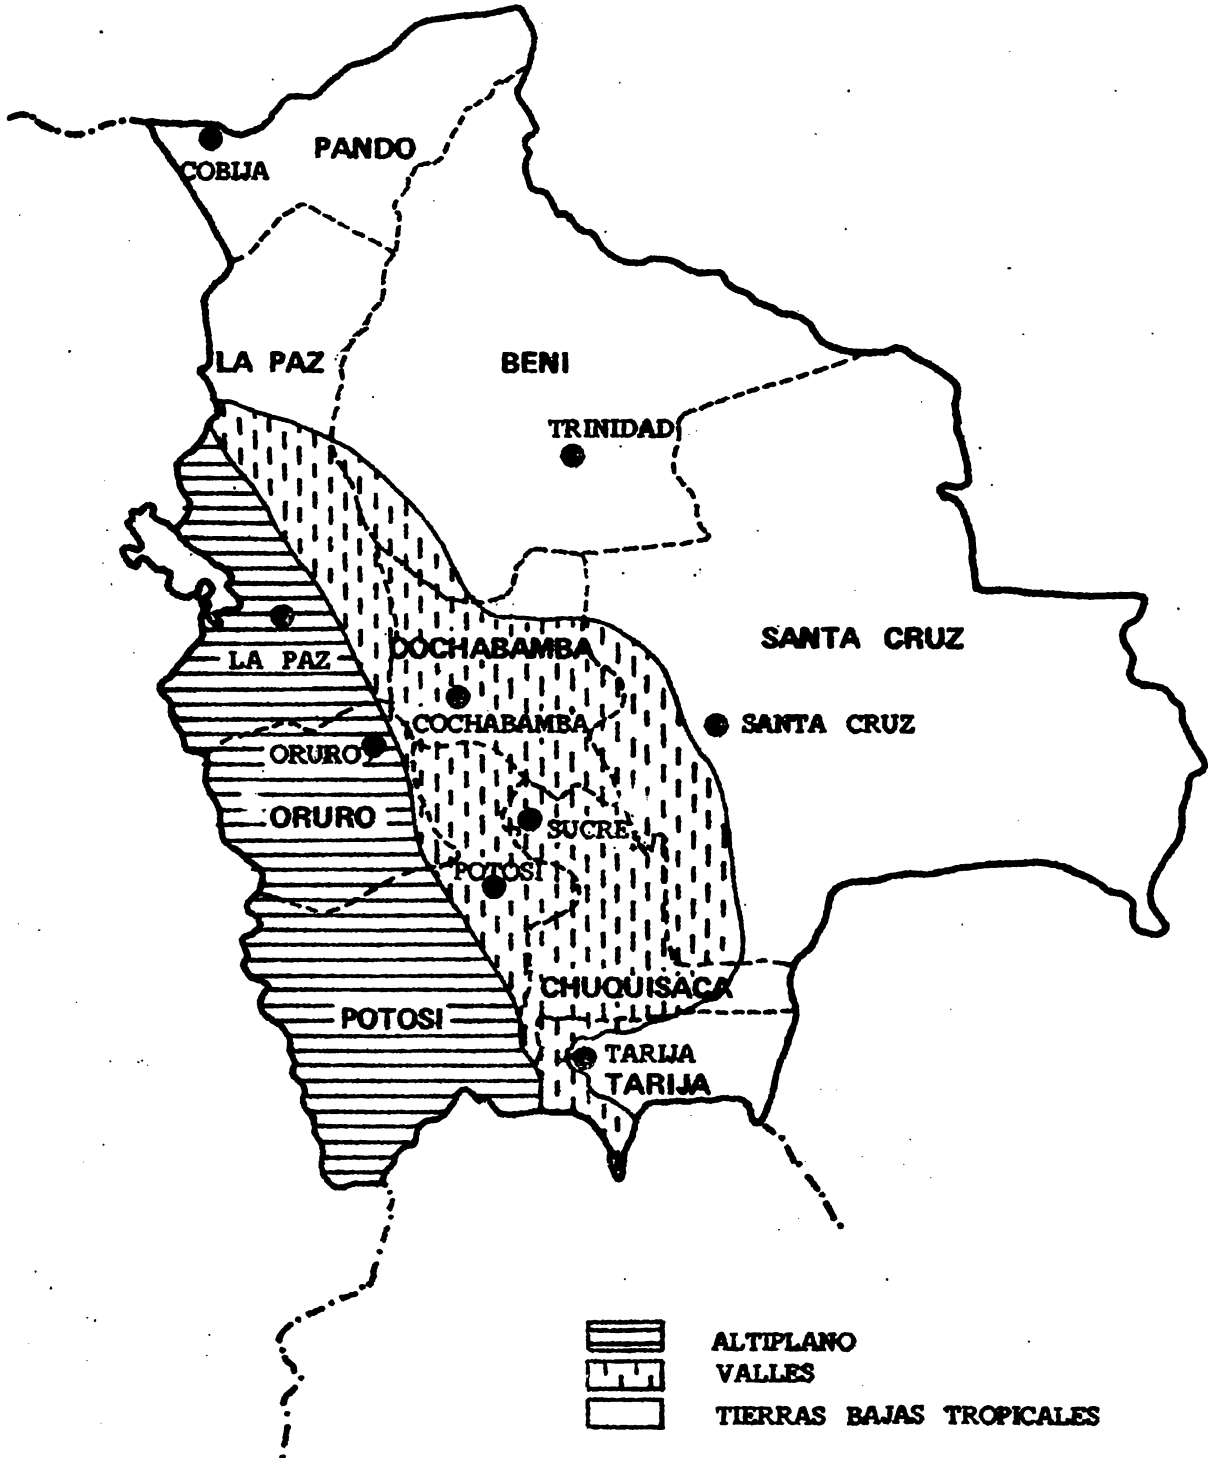 PANDO
COBIJA
LA PAZ
BENI
TRINIDAD
SANTA CRUZ
COCHABAMBA
LA PAZ
COCHABAMBA
SANTA CRUZ
ORURO
ORURO
SUCRE
POTOSI
CHUQUISACA
POTOSI
TARIJA
TARIJA
ALTIPLANO
VALLES
TIERRAS BAJAS TROPICALES